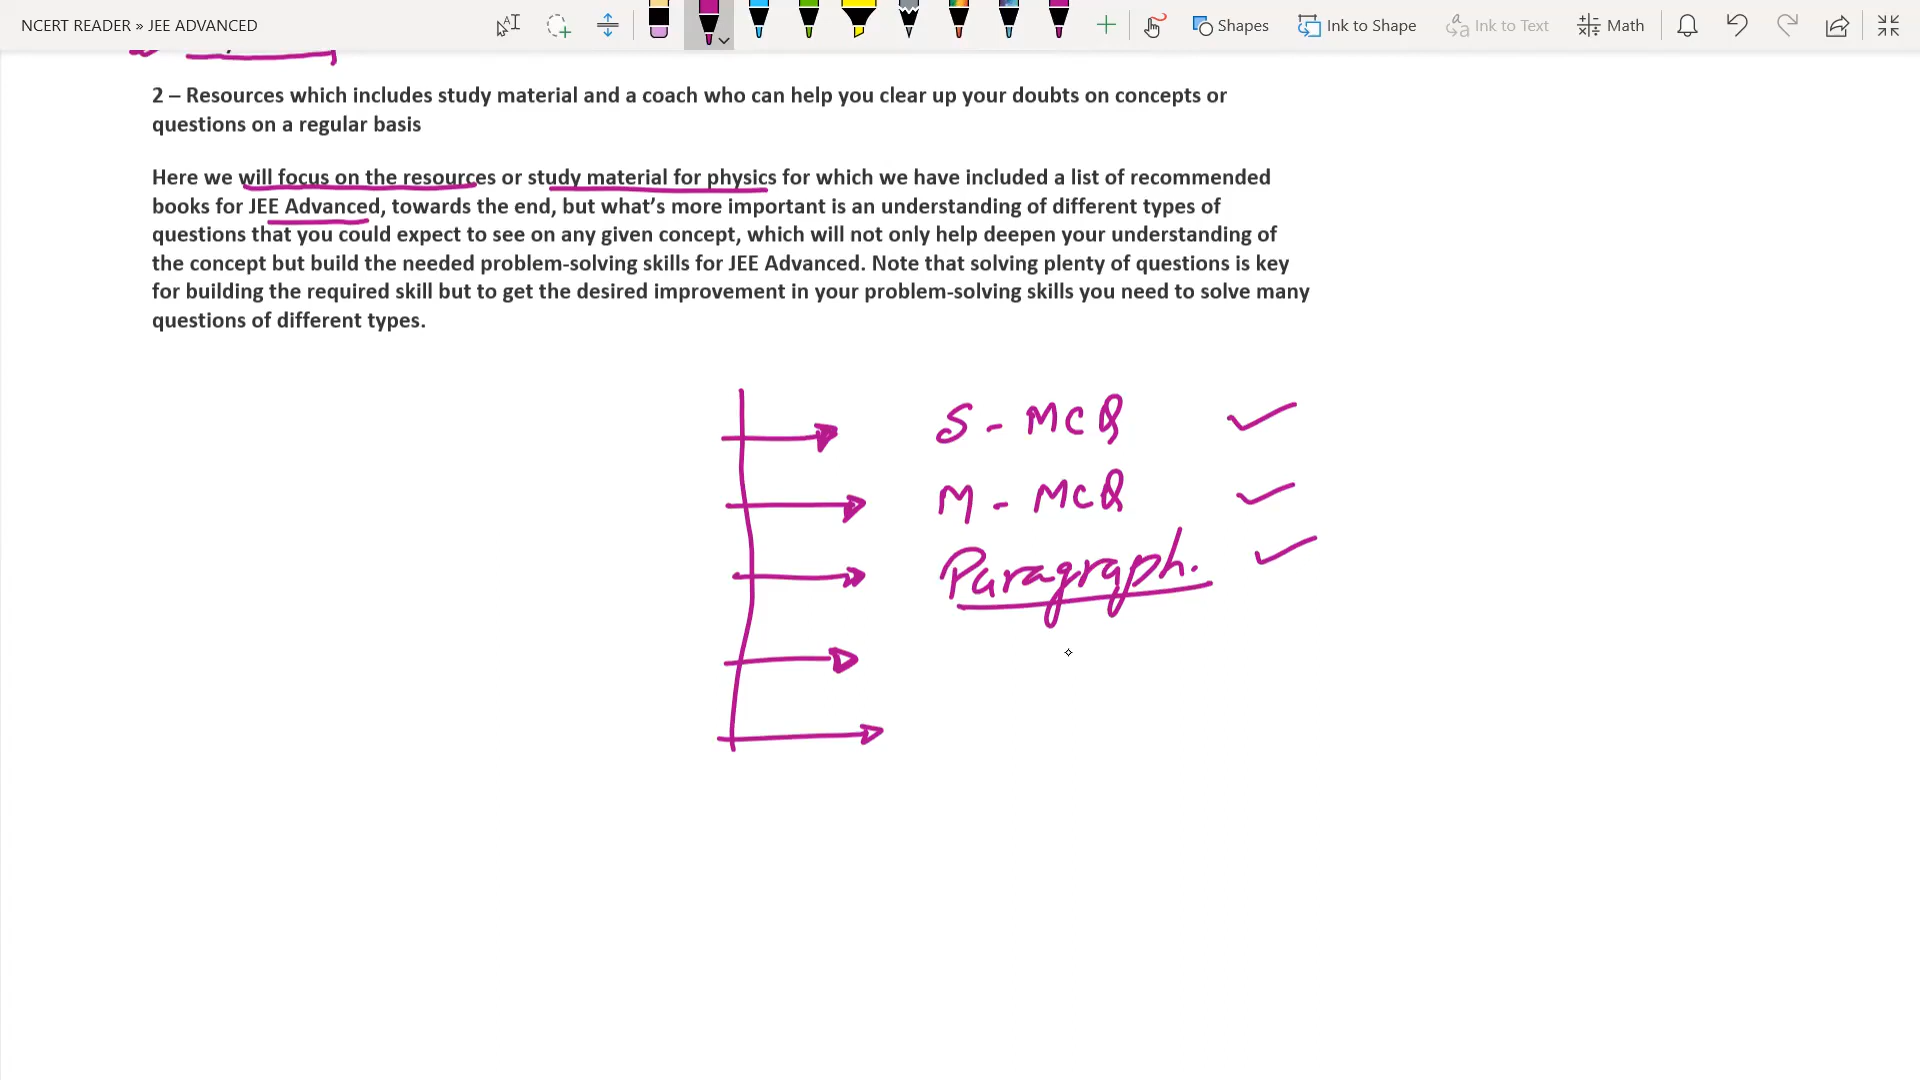 NCERT READER » JEE ADVANCED
Shapes
Ink to Shape
Ink to Text
Math
2 – Resources which includes study material and a coach who can help you clear up your doubts on concepts or
questions on a regular basis
Here we will focus on the resources or study material for physics for which we have included a list of recommended
books for JEE Advanced, towards the end, but what's more important is an understanding of different types of
questions that you could expect to see on any given concept, which will not only help deepen your understanding of
the concept but build the needed problem-solving skills for JEE Advanced. Note that solving plenty of questions is key
for building the required skill but to get the desired improvement in your problem-solving skills you need to solve many
questions of different types.
S - MCQ
M - MCQ
Paragraph.